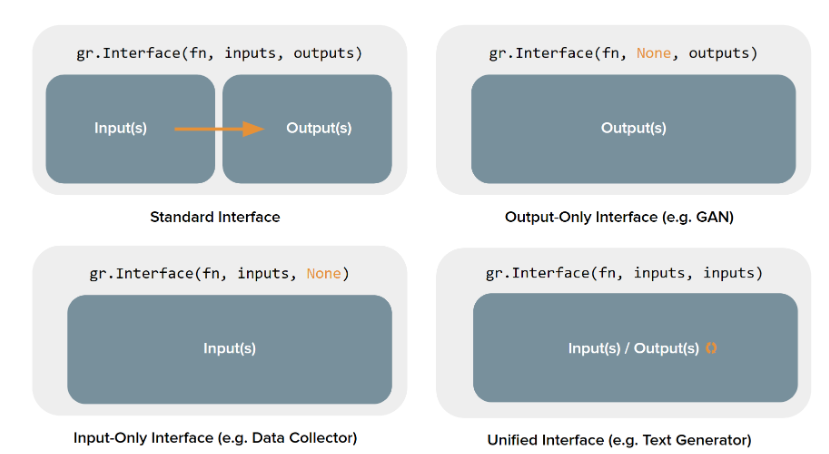 gr.Interface(fn, inputs, outputs)
Input(s)
Output(s)
Standard Interface
gr.Interface(fn, None, outputs)
Output(s)
Output-Only Interface (e.g. GAN)
gr.Interface(fn, inputs, None)
Input(s)
Input-Only Interface (e.g. Data Collector)
gr.Interface(fn, inputs, inputs)
Input(s) / Output(s)
Unified Interface (e.g. Text Generator)